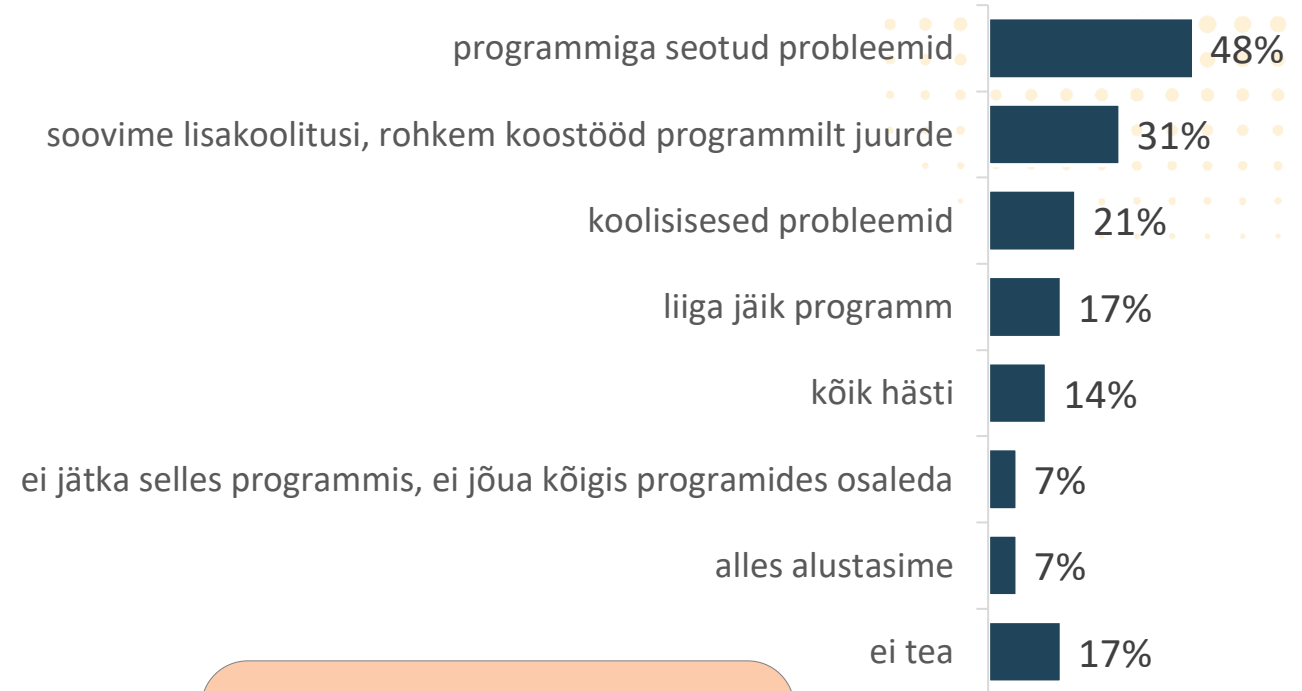 programmiga seotud probleemid 48%
soovime lisakoolitusi, rohkem koostööd programmilt juurde 31%
koolisisesed probleemid 21%
liiga jäik programm 17%
kõik hästi 14%
ei jätka selles programmis, ei jõua kõigis programides osaleda 7%
alles alustasime 7%
ei tea 17%